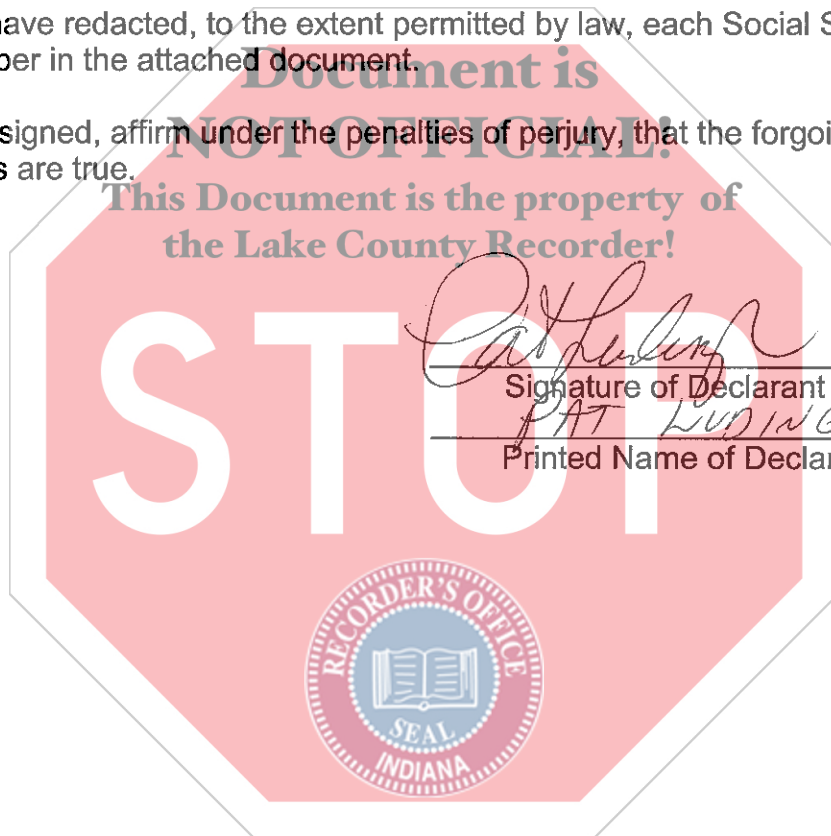 have redacted, to the extent permitted by law, each Social S
ber in the attached document.
Document is
signed, affirm under the penalties of perjury, that the forgoi
NOT OFFICIAL!
s are true.
This Document is the property of
the Lake County Recorder!
STOP
Signature of Declarant
PAT LUDING
Printed Name of Declar
RECORDER'S OFFICE
SEAL
INDIANA